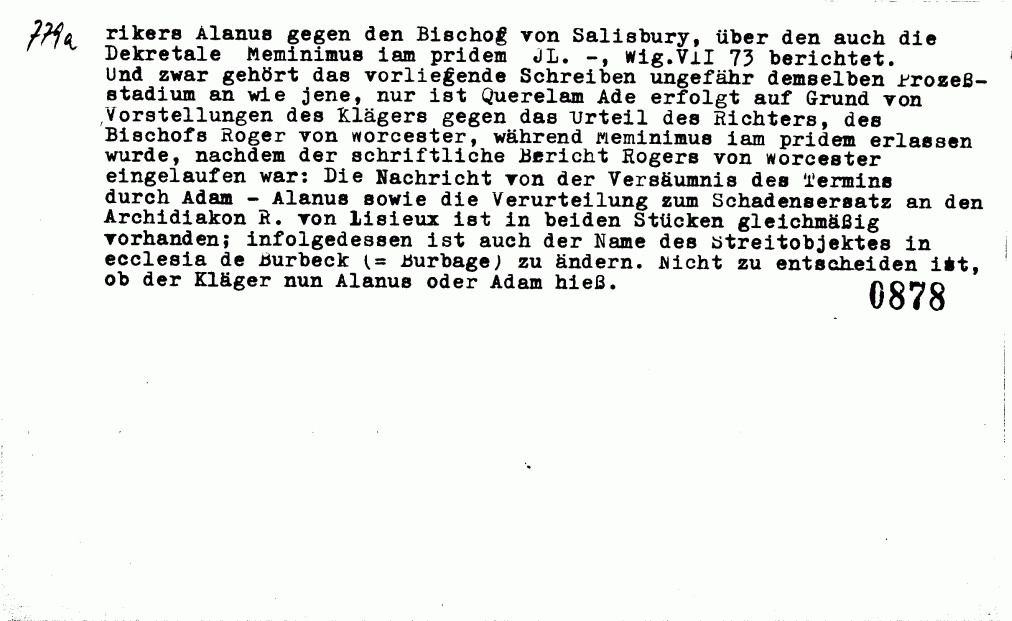 779a
rikers Alanus gegen den Bischof von Salisbury, über den auch die
Dekretale Meminimus iam pridem JL. -, Wig.VII 73 berichtet.
Und zwar gehört das vorliegende Schreiben ungefähr demselben Prozeß-
stadium an wie jene, nur ist Querelam Ade erfolgt auf Grund von
Vorstellungen des Klägers gegen das Urteil des Richters, des
Bischofs Roger von Worcester, während Meminimus iam pridem erlassen
wurde, nachdem der schriftliche Bericht Rogers von Worcester
eingelaufen war: Die Nachricht von der Versäumnis des Termins
durch Adam - Alanus sowie die Verurteilung zum Schadensersatz an den
Archidiakon R. von Lisieux ist in beiden Stücken gleichmäßig
vorhanden; infolgedessen ist auch der Name des Streitobjektes in
ecclesia de Burbeck (= Burbage) zu ändern. Nicht zu entscheiden ist,
ob der Kläger nun Alanus oder Adam hieß.
0878